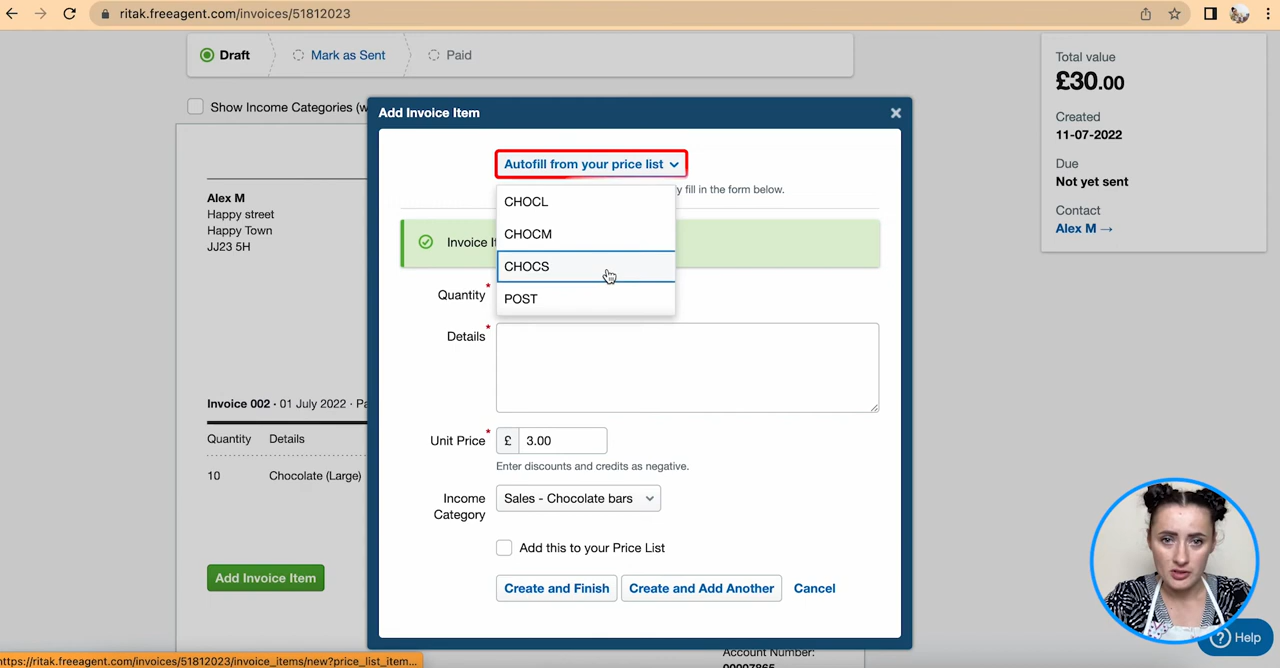 ritak.freeagent.com/invoices/51812023
Draft
Mark as Sent
Paid
Total value
£30.00
Created
11-07-2022
Due
Not yet sent
Contact
Alex M →
Show Income Categories (w
Add Invoice Item
Autofill from your price list
y fill in the form below.
CHOCL
CHOCM
CHOCS
POST
Invoice I
Quantity*
Details*
Unit Price*
£ 3.00
Enter discounts and credits as negative.
Income
Category
Sales - Chocolate bars
Add this to your Price List
Create and Finish
Create and Add Another
Cancel
Alex M
Happy street
Happy Town
JJ23 5H
Invoice 002 · 01 July 2022 · Pa
Quantity Details
10 Chocolate (Large)
Add Invoice Item
Account Number:
00007865
? Help
https://ritak.freeagent.com/invoices/51812023/invoice_items/new?price_list_item...